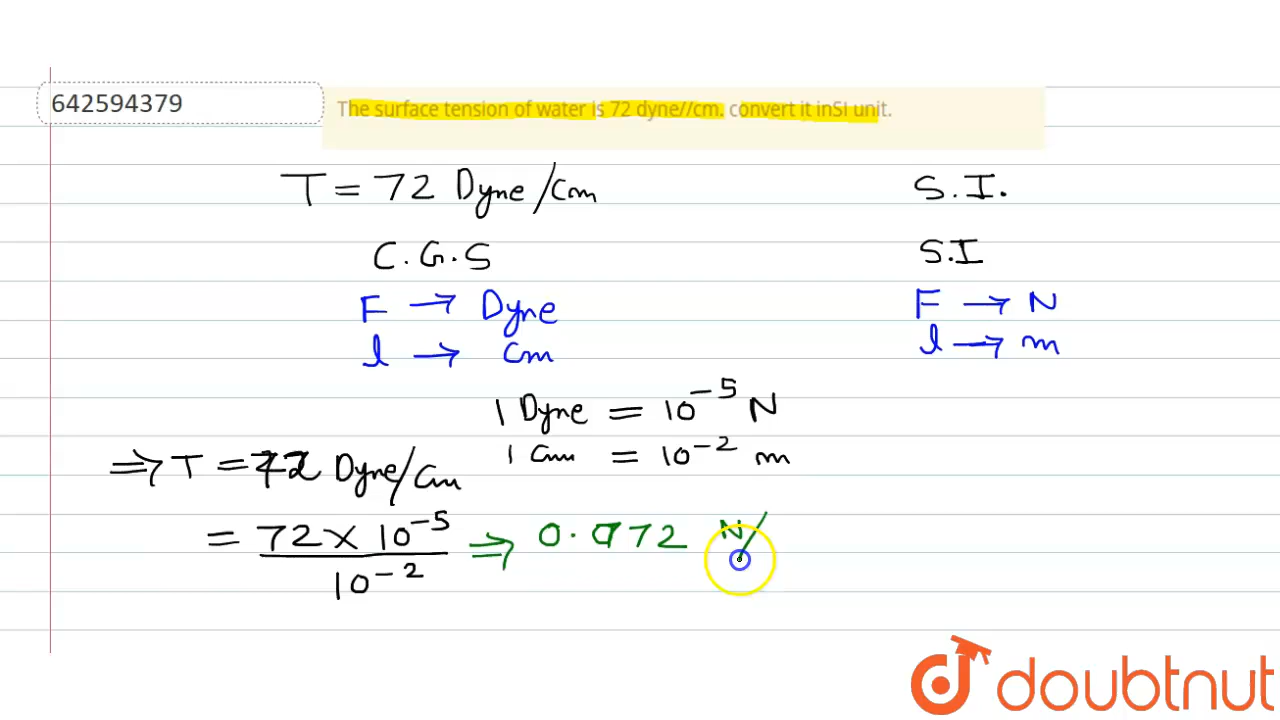 642594379
The surface tension of water is 72 dyne//cm. convert it inSI unit.
T = 72 Dyne/cm S.I.
C.G.S S.I
F → Dyne F → N
l → cm l → m
1 Dyne = 10⁻⁵ N
1 cm = 10⁻² m
⇒ T = 72 Dyne/cm
= 72 × 10⁻⁵ ⇒ 0.072 N/
10⁻²
doubtnut